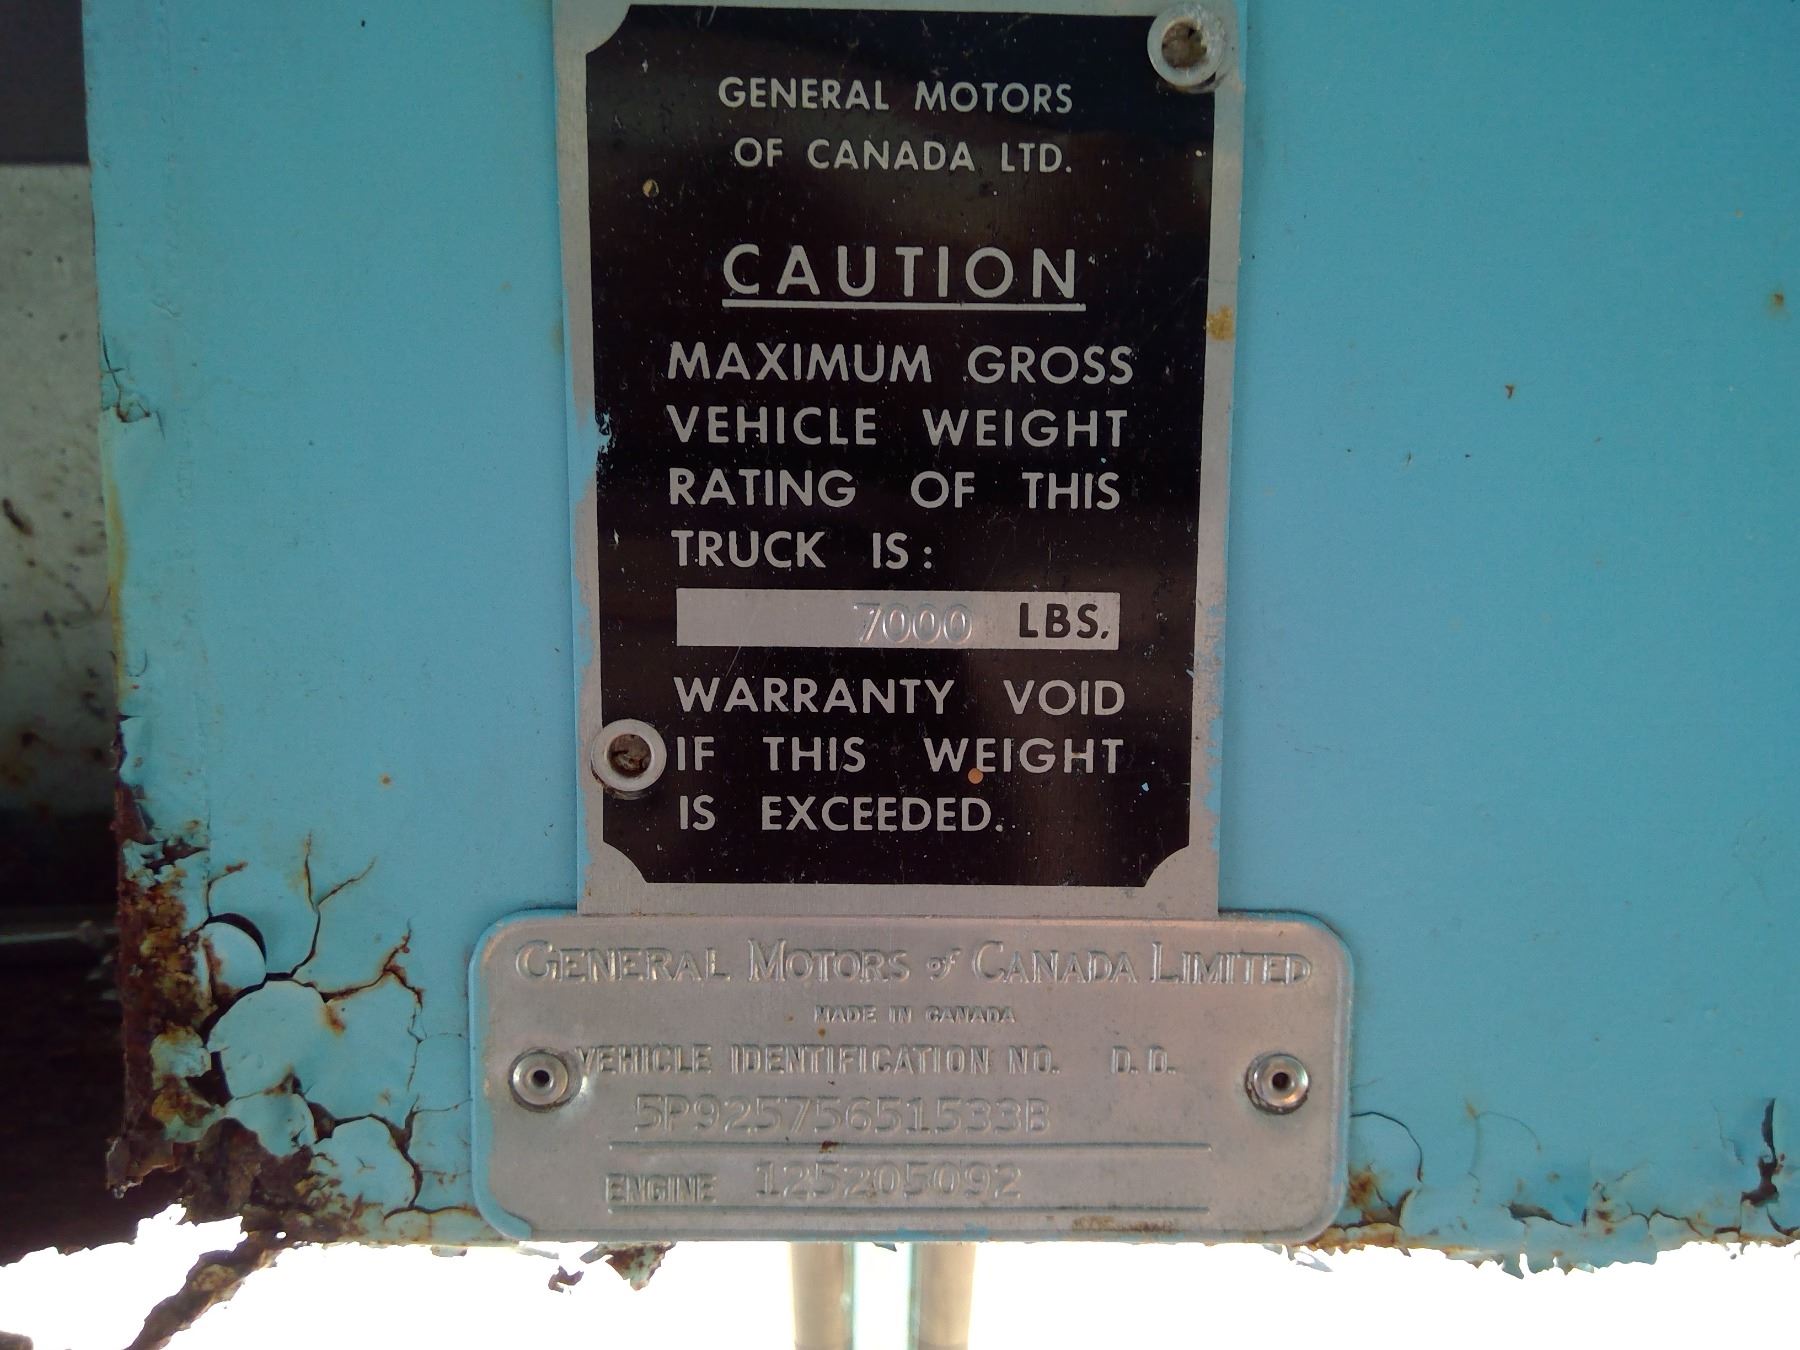 GENERAL MOTORS
OF CANADA LTD.
CAUTION
MAXIMUM GROSS
VEHICLE WEIGHT
RATING OF THIS
TRUCK IS:
7000 LBS.
WARRANTY VOID
IF THIS WEIGHT
IS EXCEEDED.
GENERAL MOTORS of CANADA LIMITED
MADE IN CANADA
VEHICLE IDENTIFICATION NO. D.D.
5P92575651533B
ENGINE 125205092